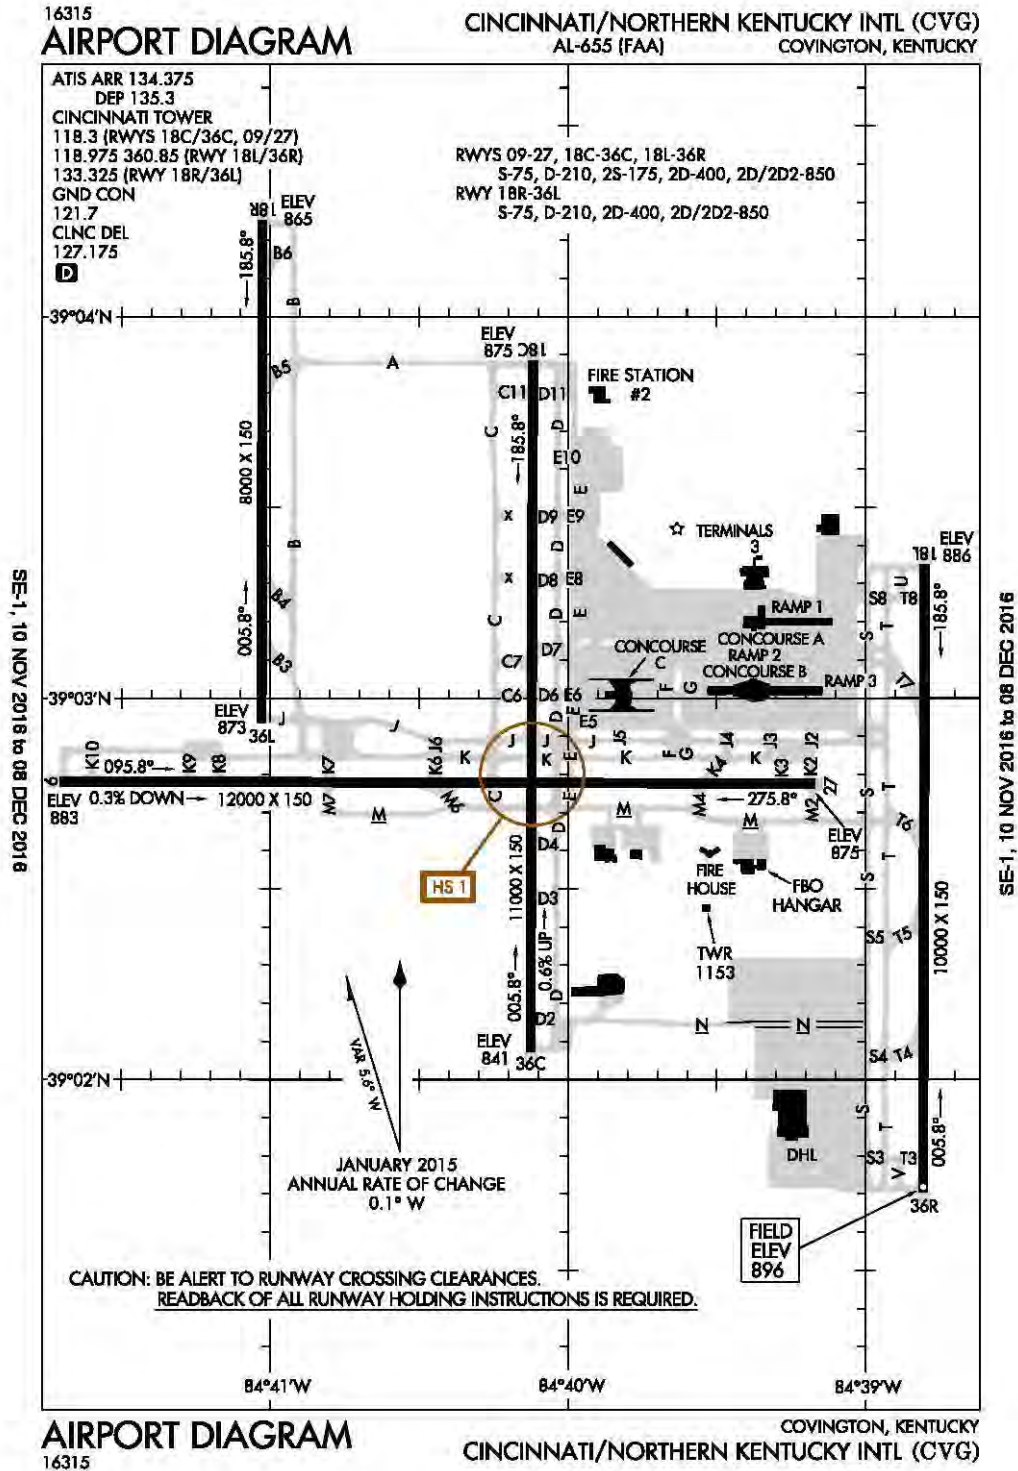 16315
AIRPORT DIAGRAM
CINCINNATI/NORTHERN KENTUCKY INTL (CVG)
AL-655 (FAA)
COVINGTON, KENTUCKY
ATIS ARR 134.375
DEP 135.3
CINCINNATI TOWER
118.3 (RWYS 18C/36C, 09/27)
118.975 360.85 (RWY 18L/36R)
133.325 (RWY 18R/36L)
GND CON
121.7
CLNC DEL
127.175
D
RWYS 09-27, 18C-36C, 18L-36R
S-75, D-210, 2S-175, 2D-400, 2D/2D2-850
RWY 18R-36L
S-75, D-210, 2D-400, 2D/2D2-850
18R
ELEV
865
185.8°
B6
B
39°04'N
ELEV
875
18C
B5
A
C11
D11
FIRE STATION
#2
C
185.8°
D
E10
8000 X 150
E
X
D9
E9
TERMINALS
3
B
D
18L
ELEV
886
X
D8
E8
B4
005.8°
C
D
E
RAMP 1
S8
T8
U
185.8°
S
T
CONCOURSE
C
CONCOURSE A
RAMP 2
CONCOURSE B
RAMP 3
B3
C7
D7
F
G
T7
39°03'N
C6
D6
E6
D
E
E5
ELEV
873
36L
J
J
J6
J
J
J
J5
F
G
J4
J3
J2
K10
095.8°
K9
K8
K7
K6
K
K
E
K
K4
K
K3
K2
9
ELEV
883
0.3% DOWN
12000 X 150
M7
M
M6
C
E
M
M4
M
275.8°
M2
27
S
T
T6
ELEV
875
D
D4
FIRE
HOUSE
FBO
HANGAR
S
T
HS 1
11000 X 150
D3
0.6% UP
TWR
1153
S5
T5
10000 X 150
005.8°
D
D2
N
N
ELEV
841
36C
S4
T4
VAR 5.6° W
39°02'N
S
T
005.8°
DHL
S3
T3
V
JANUARY 2015
ANNUAL RATE OF CHANGE
0.1° W
36R
FIELD
ELEV
896
CAUTION: BE ALERT TO RUNWAY CROSSING CLEARANCES.
READBACK OF ALL RUNWAY HOLDING INSTRUCTIONS IS REQUIRED.
84°41'W
84°40'W
84°39'W
SE-1, 10 NOV 2016 to 08 DEC 2016
SE-1, 10 NOV 2016 to 08 DEC 2016
AIRPORT DIAGRAM
16315
COVINGTON, KENTUCKY
CINCINNATI/NORTHERN KENTUCKY INTL (CVG)